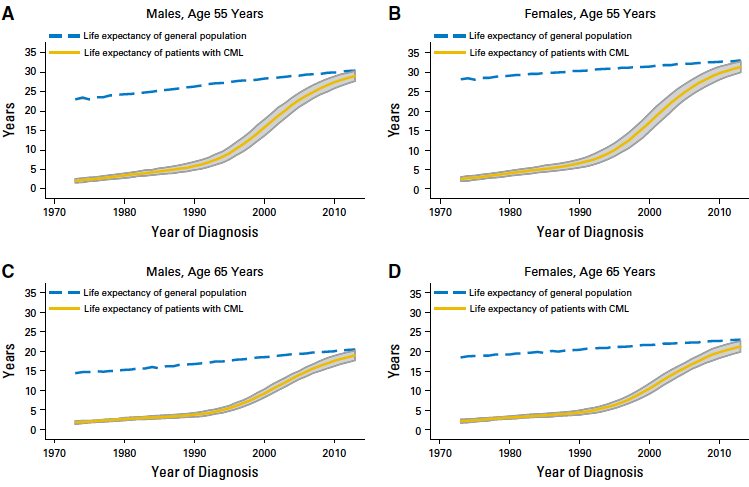 A
Males, Age 55 Years
Life expectancy of general population
Life expectancy of patients with CML
Years
35
30
25
20
15
10
5
0
1970 1980 1990 2000 2010
Year of Diagnosis
B
Females, Age 55 Years
Life expectancy of general population
Life expectancy of patients with CML
Years
35
30
25
20
15
10
5
0
1970 1980 1990 2000 2010
Year of Diagnosis
C
Males, Age 65 Years
Life expectancy of general population
Life expectancy of patients with CML
Years
35
30
25
20
15
10
5
0
1970 1980 1990 2000 2010
Year of Diagnosis
D
Females, Age 65 Years
Life expectancy of general population
Life expectancy of patients with CML
Years
35
30
25
20
15
10
5
0
1970 1980 1990 2000 2010
Year of Diagnosis